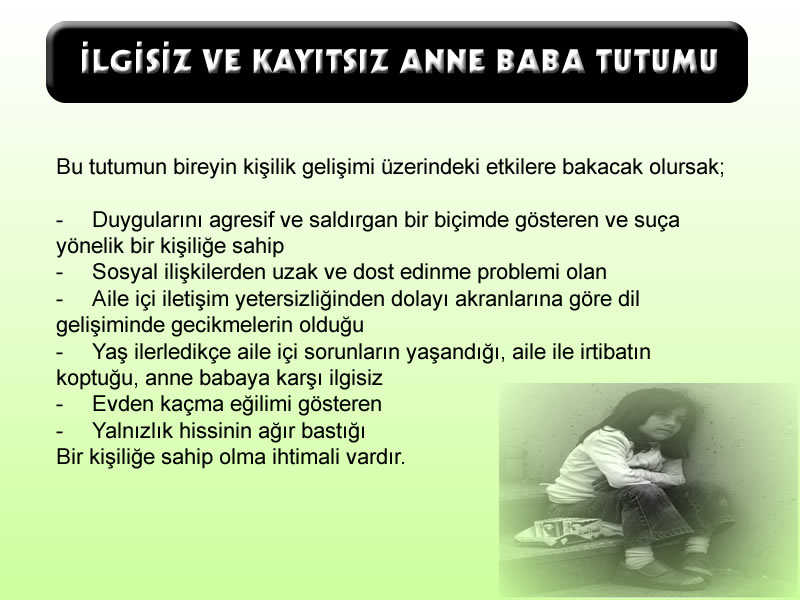 İLGİSİZ VE KAYITSIZ ANNE BABA TUTUMU
Bu tutumun bireyin kişilik gelişimi üzerindeki etkilere bakacak olursak;
- Duygularını agresif ve saldırgan bir biçimde gösteren ve suça
yönelik bir kişiliğe sahip
- Sosyal ilişkilerden uzak ve dost edinme problemi olan
- Aile içi iletişim yetersizliğinden dolayı akranlarına göre dil
gelişiminde gecikmelerin olduğu
- Yaş ilerledikçe aile içi sorunların yaşandığı, aile ile irtibatın
koptuğu, anne babaya karşı ilgisiz
- Evden kaçma eğilimi gösteren
- Yalnızlık hissinin ağır bastığı
Bir kişiliğe sahip olma ihtimali vardır.